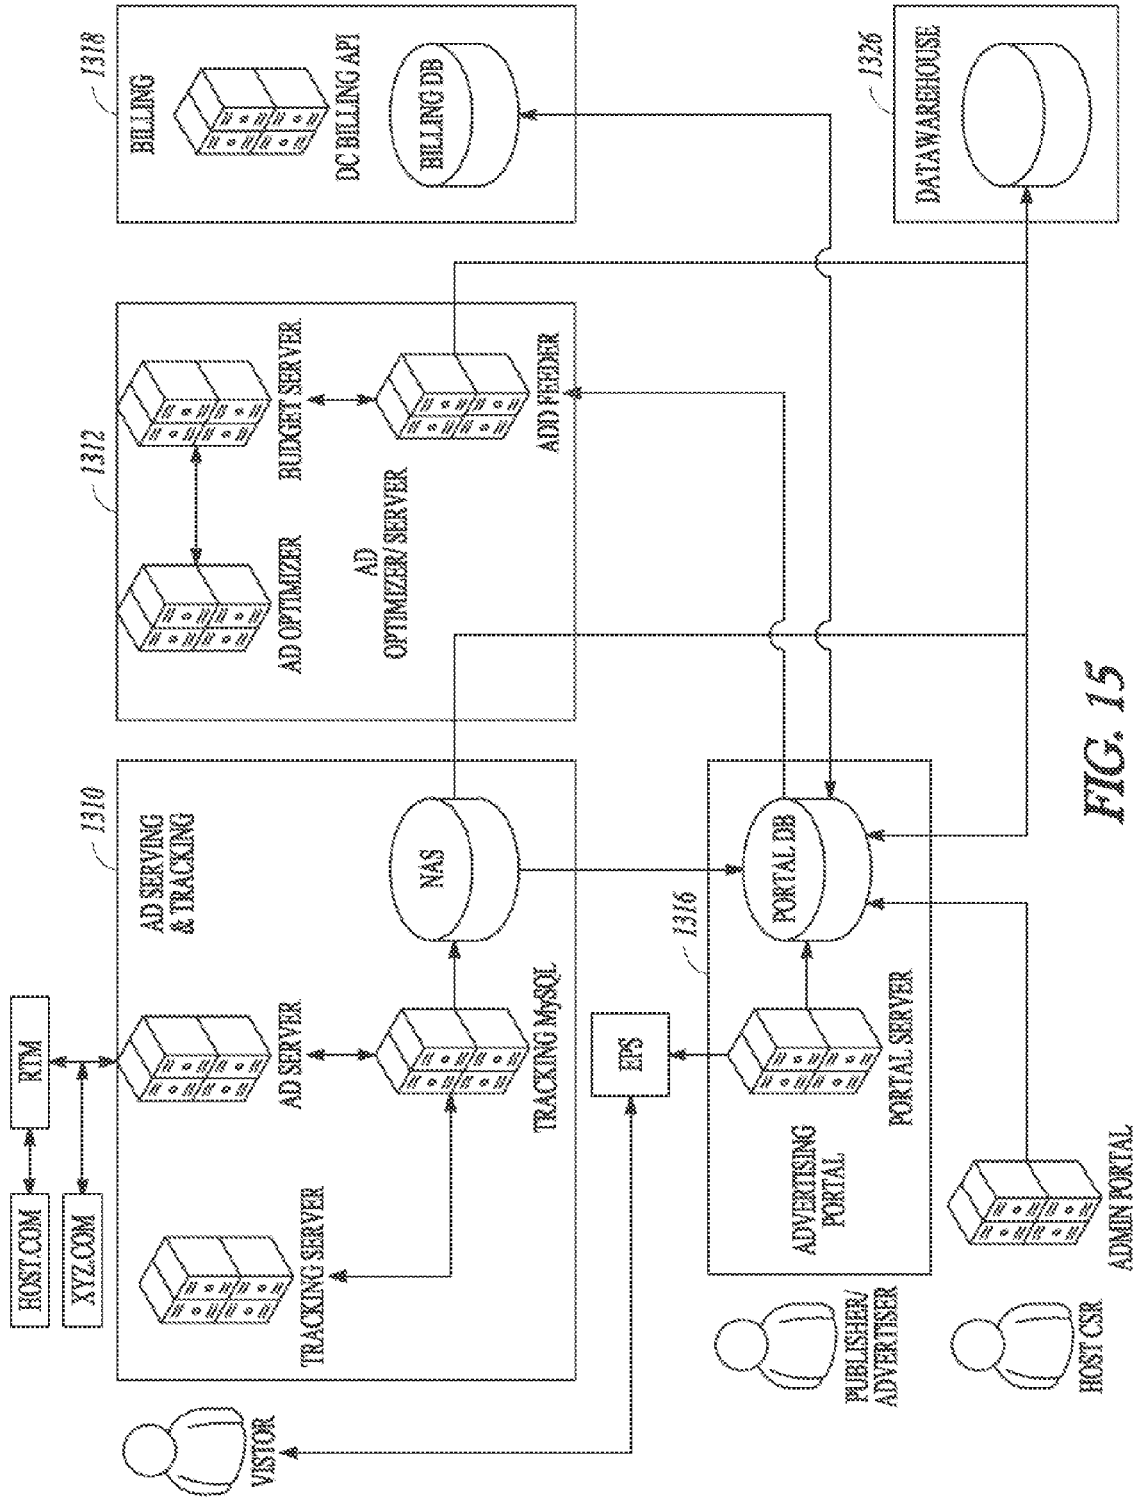 HOST.COM
RTM
XYZ.COM
1310
AD SERVING
& TRACKING
AD SERVER
TRACKING SERVER
TRACKING MySQL
NAS
VISTOR
1312
AD OPTIMIZER
BUDGET SERVER
AD
OPTIMIZER/ SERVER
ADD FEEDER
1318
BILLING
DC BILLING API
BILLING DB
EPS
1316
ADVERTISING
PORTAL
PORTAL SERVER
PORTAL DB
PUBLISHER/
ADVERTISER
HOST CSR
ADMIN PORTAL
1326
DATAWAREHOUSE
FIG. 15